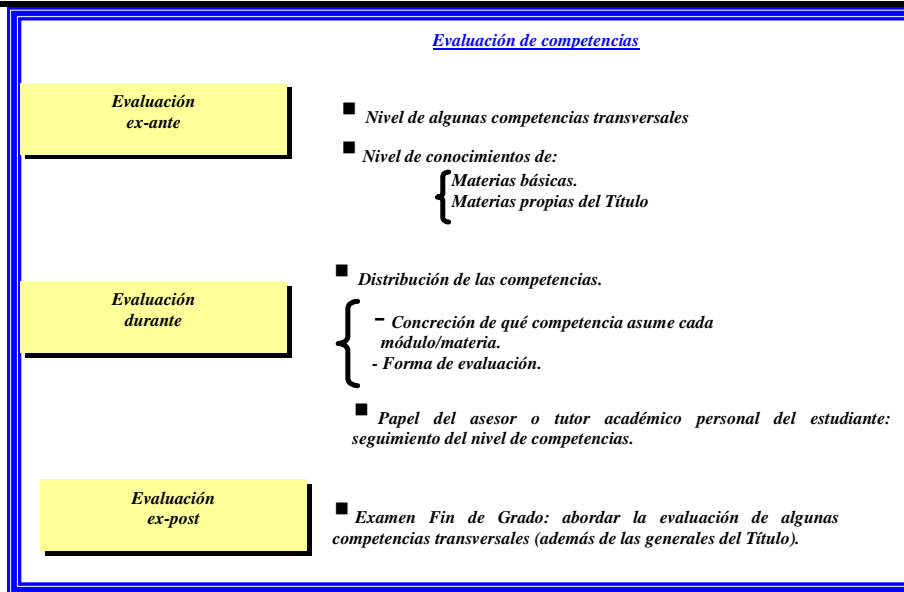 Evaluación de competencias
Evaluación
ex-ante
▪ Nivel de algunas competencias transversales
▪ Nivel de conocimientos de:
Materias básicas.
Materias propias del Título
Evaluación
durante
▪ Distribución de las competencias.
- Concreción de qué competencia asume cada
módulo/materia.
- Forma de evaluación.
▪ Papel del asesor o tutor académico personal del estudiante:
seguimiento del nivel de competencias.
Evaluación
ex-post
▪ Examen Fin de Grado: abordar la evaluación de algunas
competencias transversales (además de las generales del Título).